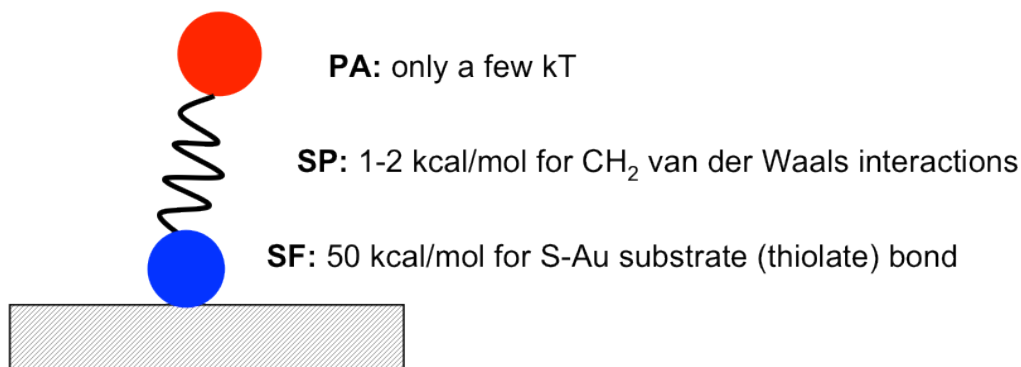 PA: only a few kT
SP: 1-2 kcal/mol for CH₂ van der Waals interactions
SF: 50 kcal/mol for S-Au substrate (thiolate) bond